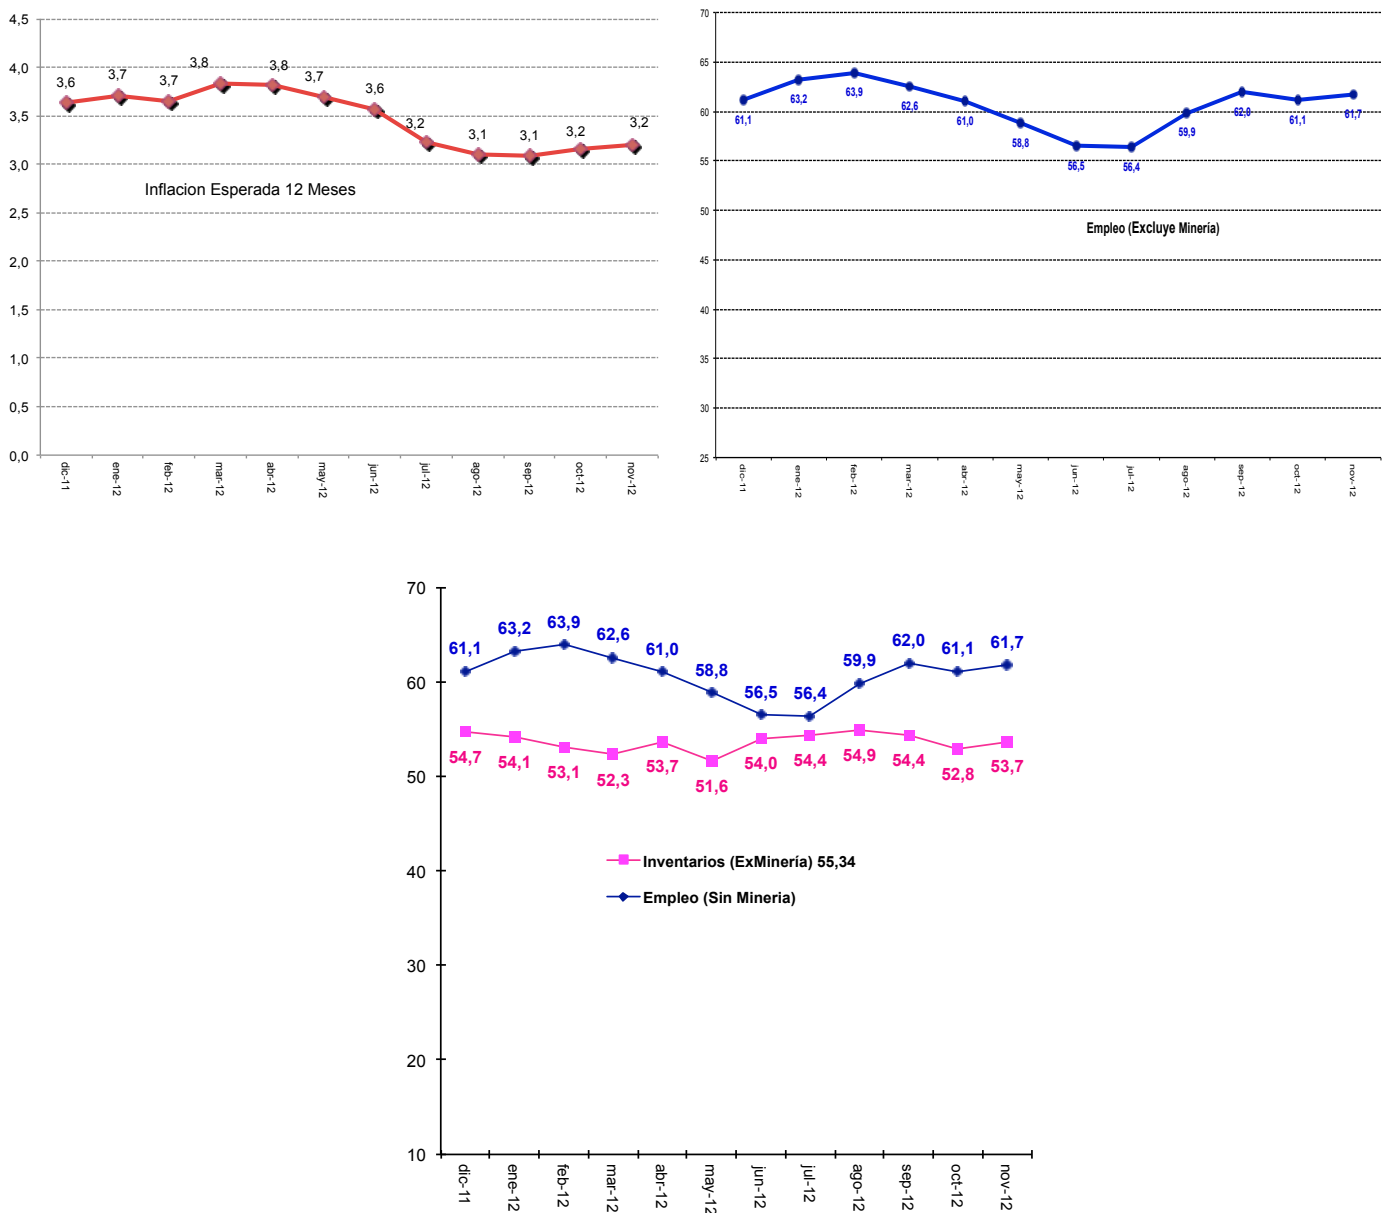 4,5
4,0
3,5
3,0
2,5
2,0
1,5
1,0
0,5
0,0
3,6
3,7
3,7
3,8
3,8
3,7
3,6
3,2
3,1
3,1
3,2
3,2
Inflacion Esperada 12 Meses
dic-11
ene-12
feb-12
mar-12
abr-12
may-12
jun-12
jul-12
ago-12
sep-12
oct-12
nov-12
70
65
60
55
50
45
40
35
30
25
61,1
63,2
63,9
62,6
61,0
58,8
56,5
56,4
59,9
62,0
61,1
61,7
Empleo (Excluye Minería)
dic-11
ene-12
feb-12
mar-12
abr-12
may-12
jun-12
jul-12
ago-12
sep-12
oct-12
nov-12
70
60
50
40
30
20
10
61,1
63,2
63,9
62,6
61,0
58,8
56,5
56,4
59,9
62,0
61,1
61,7
54,7
54,1
53,1
52,3
53,7
51,6
54,0
54,4
54,9
54,4
52,8
53,7
Inventarios (ExMinería) 55,34
Empleo (Sin Mineria)
dic-11
ene-12
feb-12
mar-12
abr-12
may-12
jun-12
jul-12
ago-12
sep-12
oct-12
nov-12